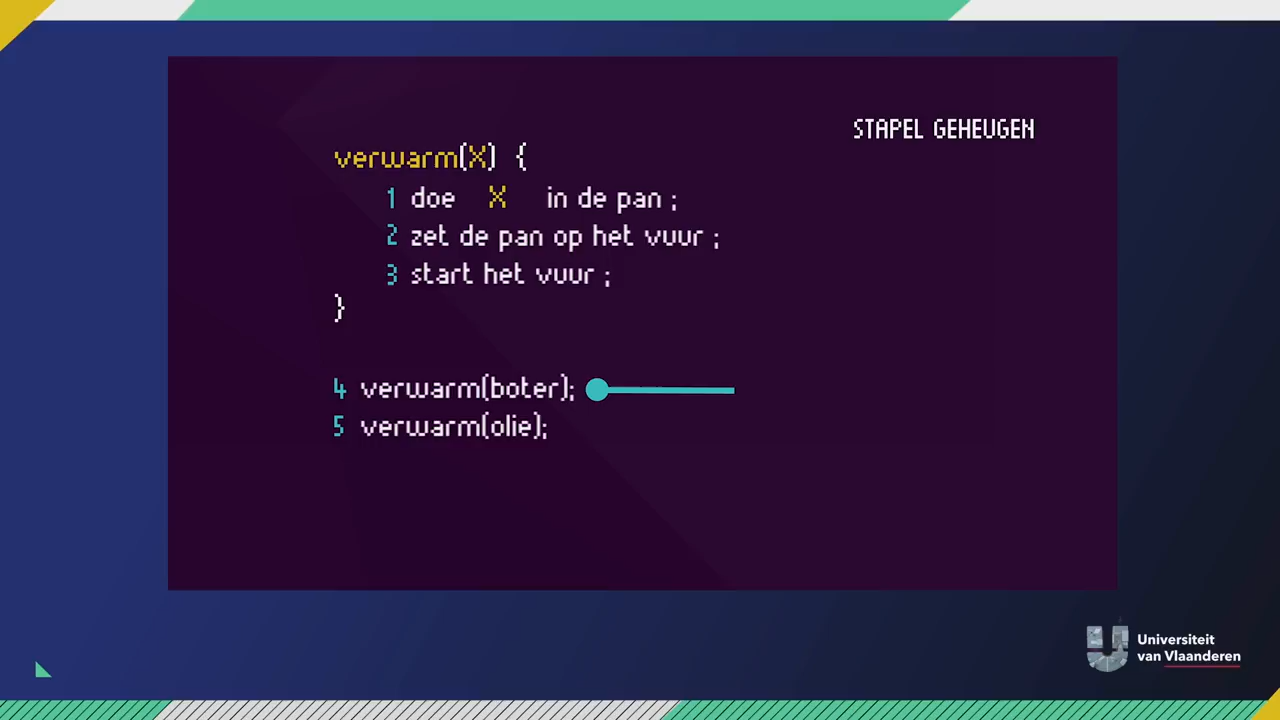 STAPEL GEHEUGEN
verwarm(X) {
1 doe X in de pan ;
2 zet de pan op het vuur ;
3 start het vuur ;
}
4 verwarm(boter);
5 verwarm(olie);
Universiteit
van Vlaanderen